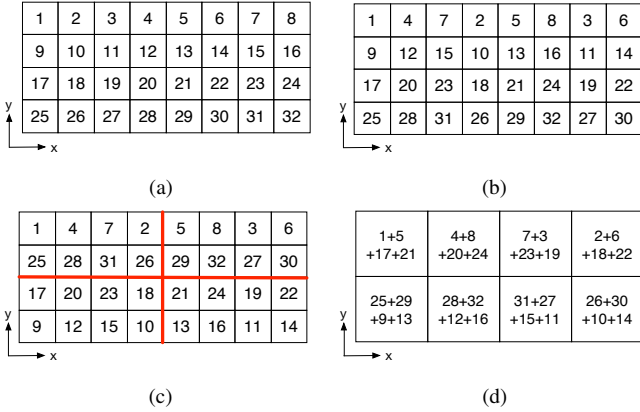 1 2 3 4 5 6 7 8
9 10 11 12 13 14 15 16
17 18 19 20 21 22 23 24
25 26 27 28 29 30 31 32
y
x
(a)
1 4 7 2 5 8 3 6
9 12 15 10 13 16 11 14
17 20 23 18 21 24 19 22
25 28 31 26 29 32 27 30
y
x
(b)
1 4 7 2 5 8 3 6
25 28 31 26 29 32 27 30
17 20 23 18 21 24 19 22
9 12 15 10 13 16 11 14
y
x
(c)
1+5 4+8 7+3 2+6
+17+21 +20+24 +23+19 +18+22
25+29 28+32 31+27 26+30
+9+13 +12+16 +15+11 +10+14
y
x
(d)